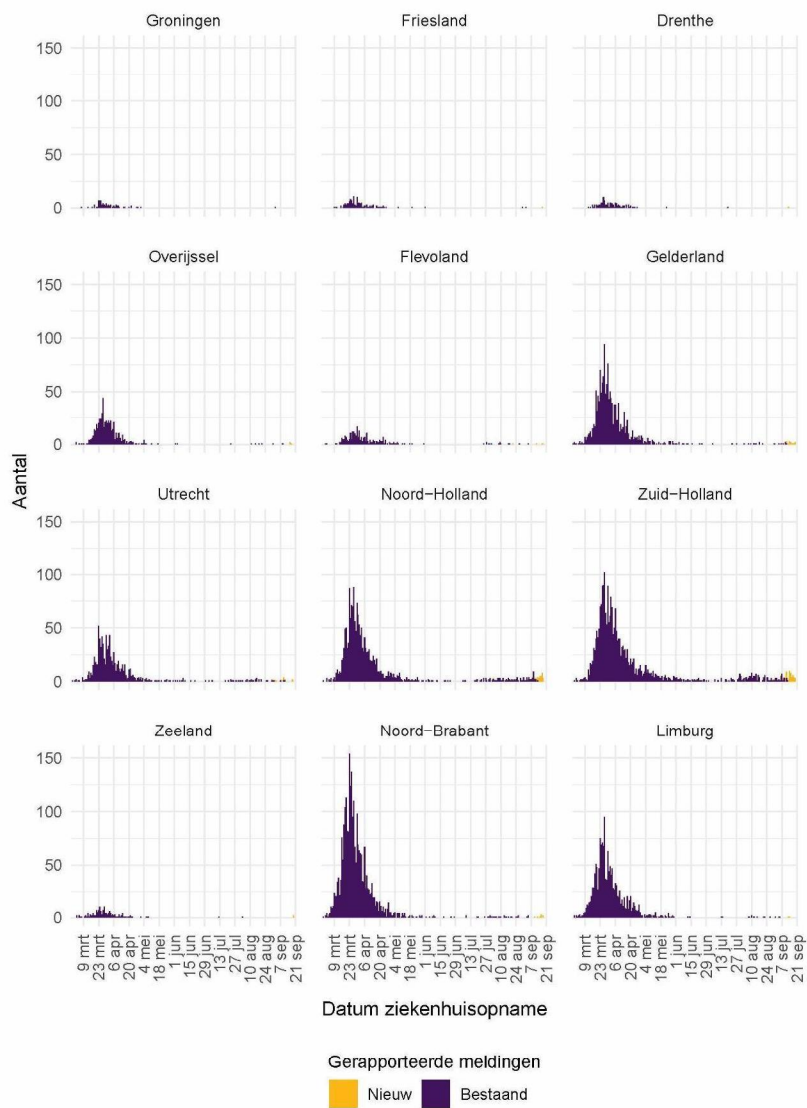 Groningen Friesland Drenthe
150
100
50
0
Overijssel Flevoland Gelderland
150
100
50
0
Aantal
Utrecht Noord-Holland Zuid-Holland
150
100
50
0
Zeeland Noord-Brabant Limburg
150
100
50
0
9 mrt 23 mrt 6 apr 20 apr 4 mei 18 mei 1 jun 15 jun 29 jun 13 jul 27 jul 10 aug 24 aug 7 sep 21 sep 9 mrt 23 mrt 6 apr 20 apr 4 mei 18 mei 1 jun 15 jun 29 jun 13 jul 27 jul 10 aug 24 aug 7 sep 21 sep 9 mrt 23 mrt 6 apr 20 apr 4 mei 18 mei 1 jun 15 jun 29 jun 13 jul 27 jul 10 aug 24 aug 7 sep 21 sep
Datum ziekenhuisopname
Gerapporteerde meldingen
Nieuw Bestaand